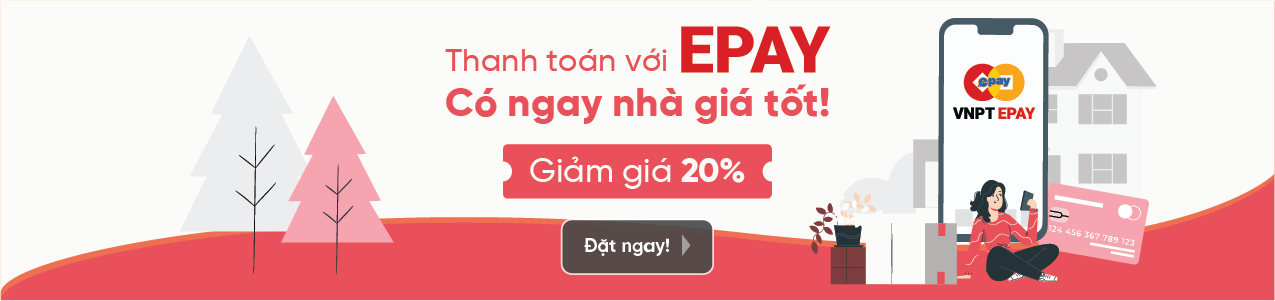 Thanh toán với EPAY
Có ngay nhà giá tốt!
Giảm giá 20%
Đặt ngay!
epay
VNPT EPAY
124 456 367 789 123